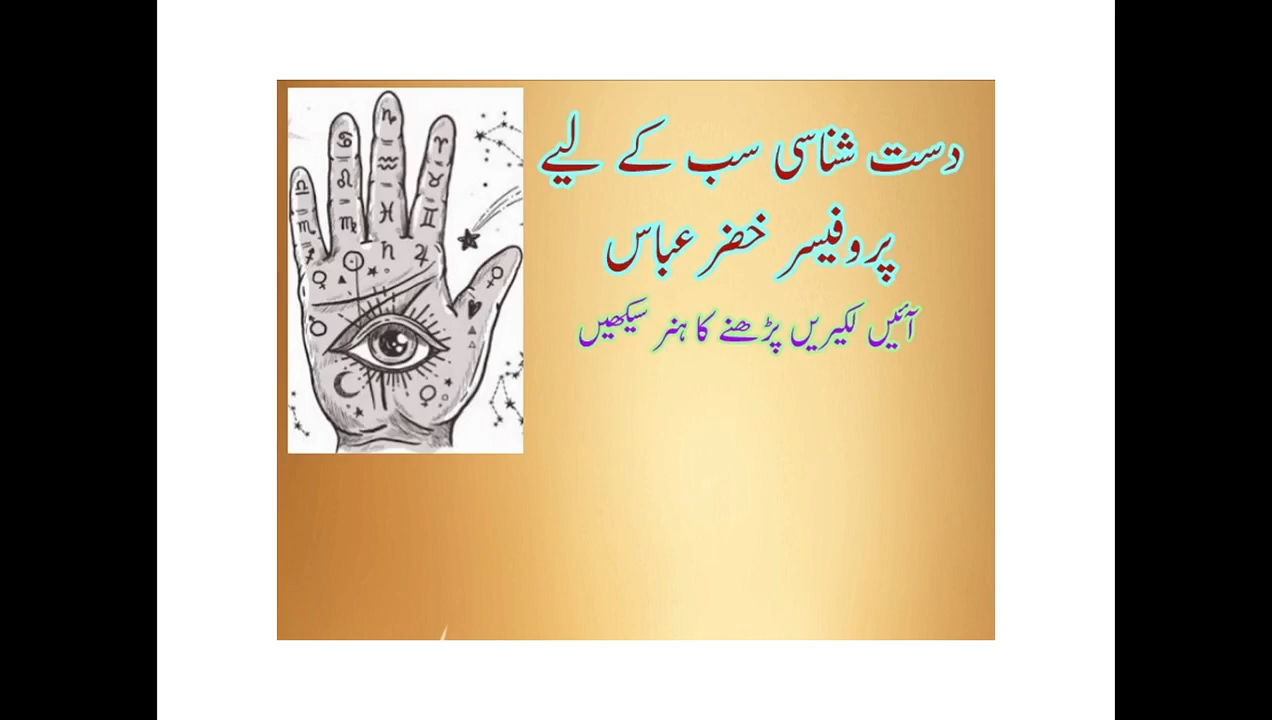 دست شناسی سب کے لیے
پروفیسر خضر عباس
آئیں لکیریں پڑھنے کا ہنر سیکھیں